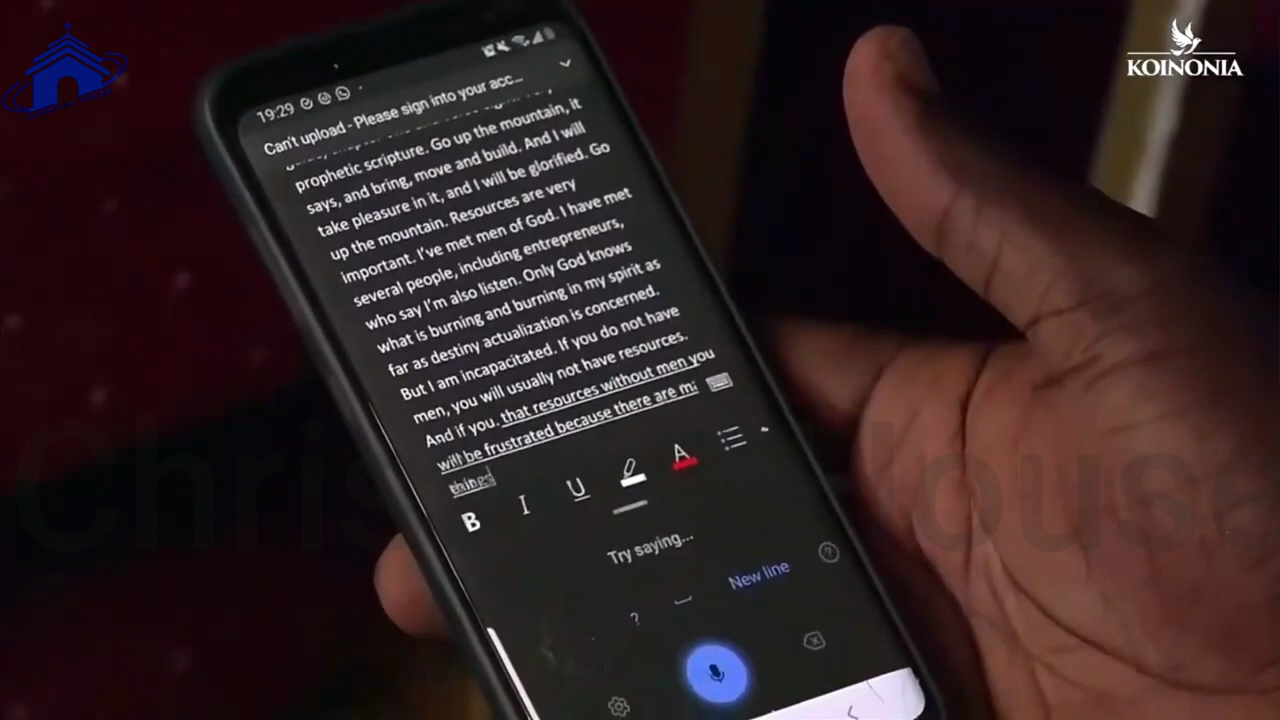 KOINONIA
19:29
Can't upload - Please sign into your acc...
prophetic scripture. Go up the mountain, it
says, and bring, move and build. And I will
take pleasure in it, and I will be glorified. Go
up the mountain. Resources are very
important. I've met men of God. I have met
several people, including entrepreneurs,
who say I'm also listen. Only God knows
what is burning and burning in my spirit as
far as destiny actualization is concerned.
But I am incapacitated. If you do not have
men, you will usually not have resources.
And if you. that resources without men you
will be frustrated because there are
things
B I U A
Try saying...
? New line ?